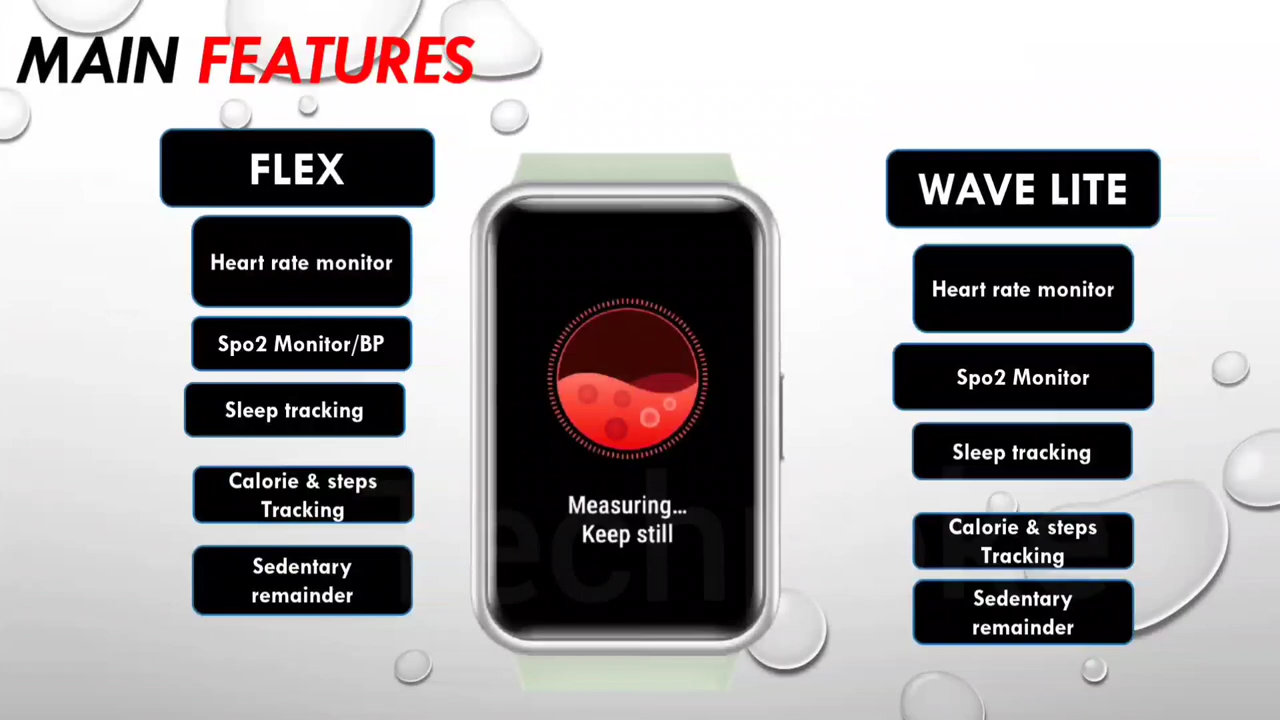 MAIN FEATURES
FLEX
Heart rate monitor
Spo2 Monitor/BP
Sleep tracking
Calorie & steps
Tracking
Sedentary
remainder
Measuring...
Keep still
WAVE LITE
Heart rate monitor
Spo2 Monitor
Sleep tracking
Calorie & steps
Tracking
Sedentary
remainder